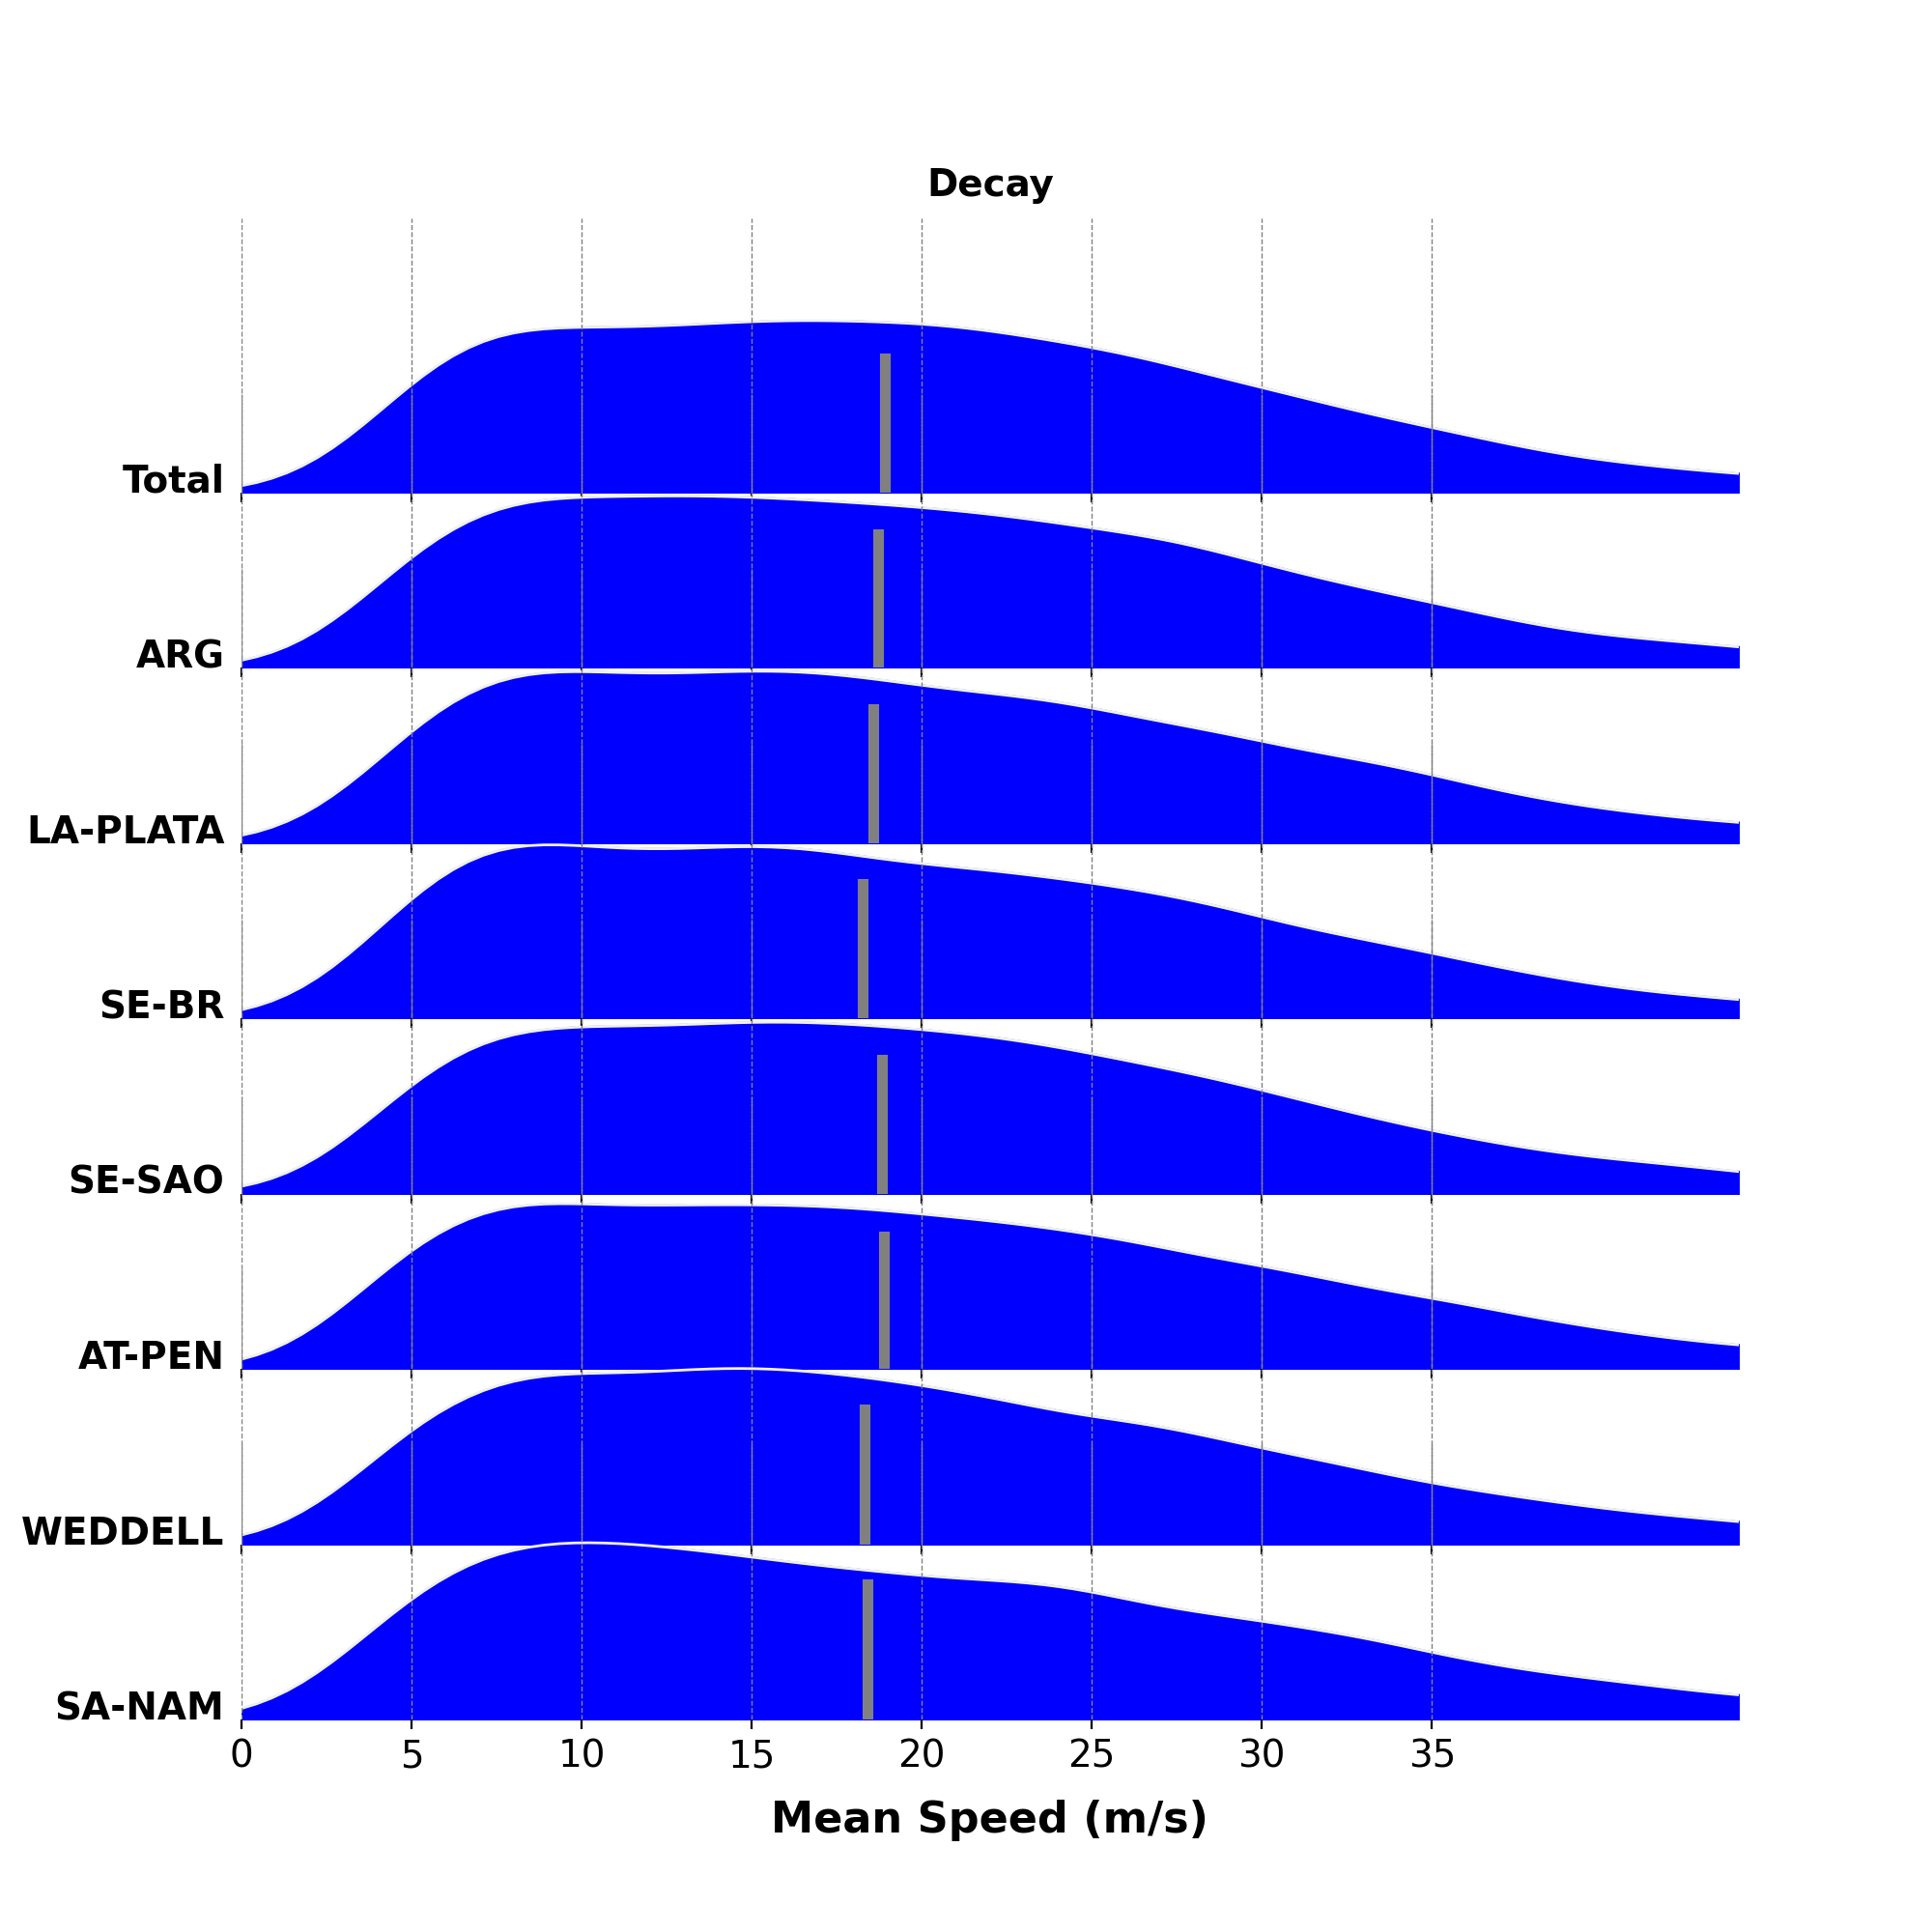 Decay
Total
ARG
LA-PLATA
SE-BR
SE-SAO
AT-PEN
WEDDELL
SA-NAM
0 5 10 15 20 25 30 35
Mean Speed (m/s)